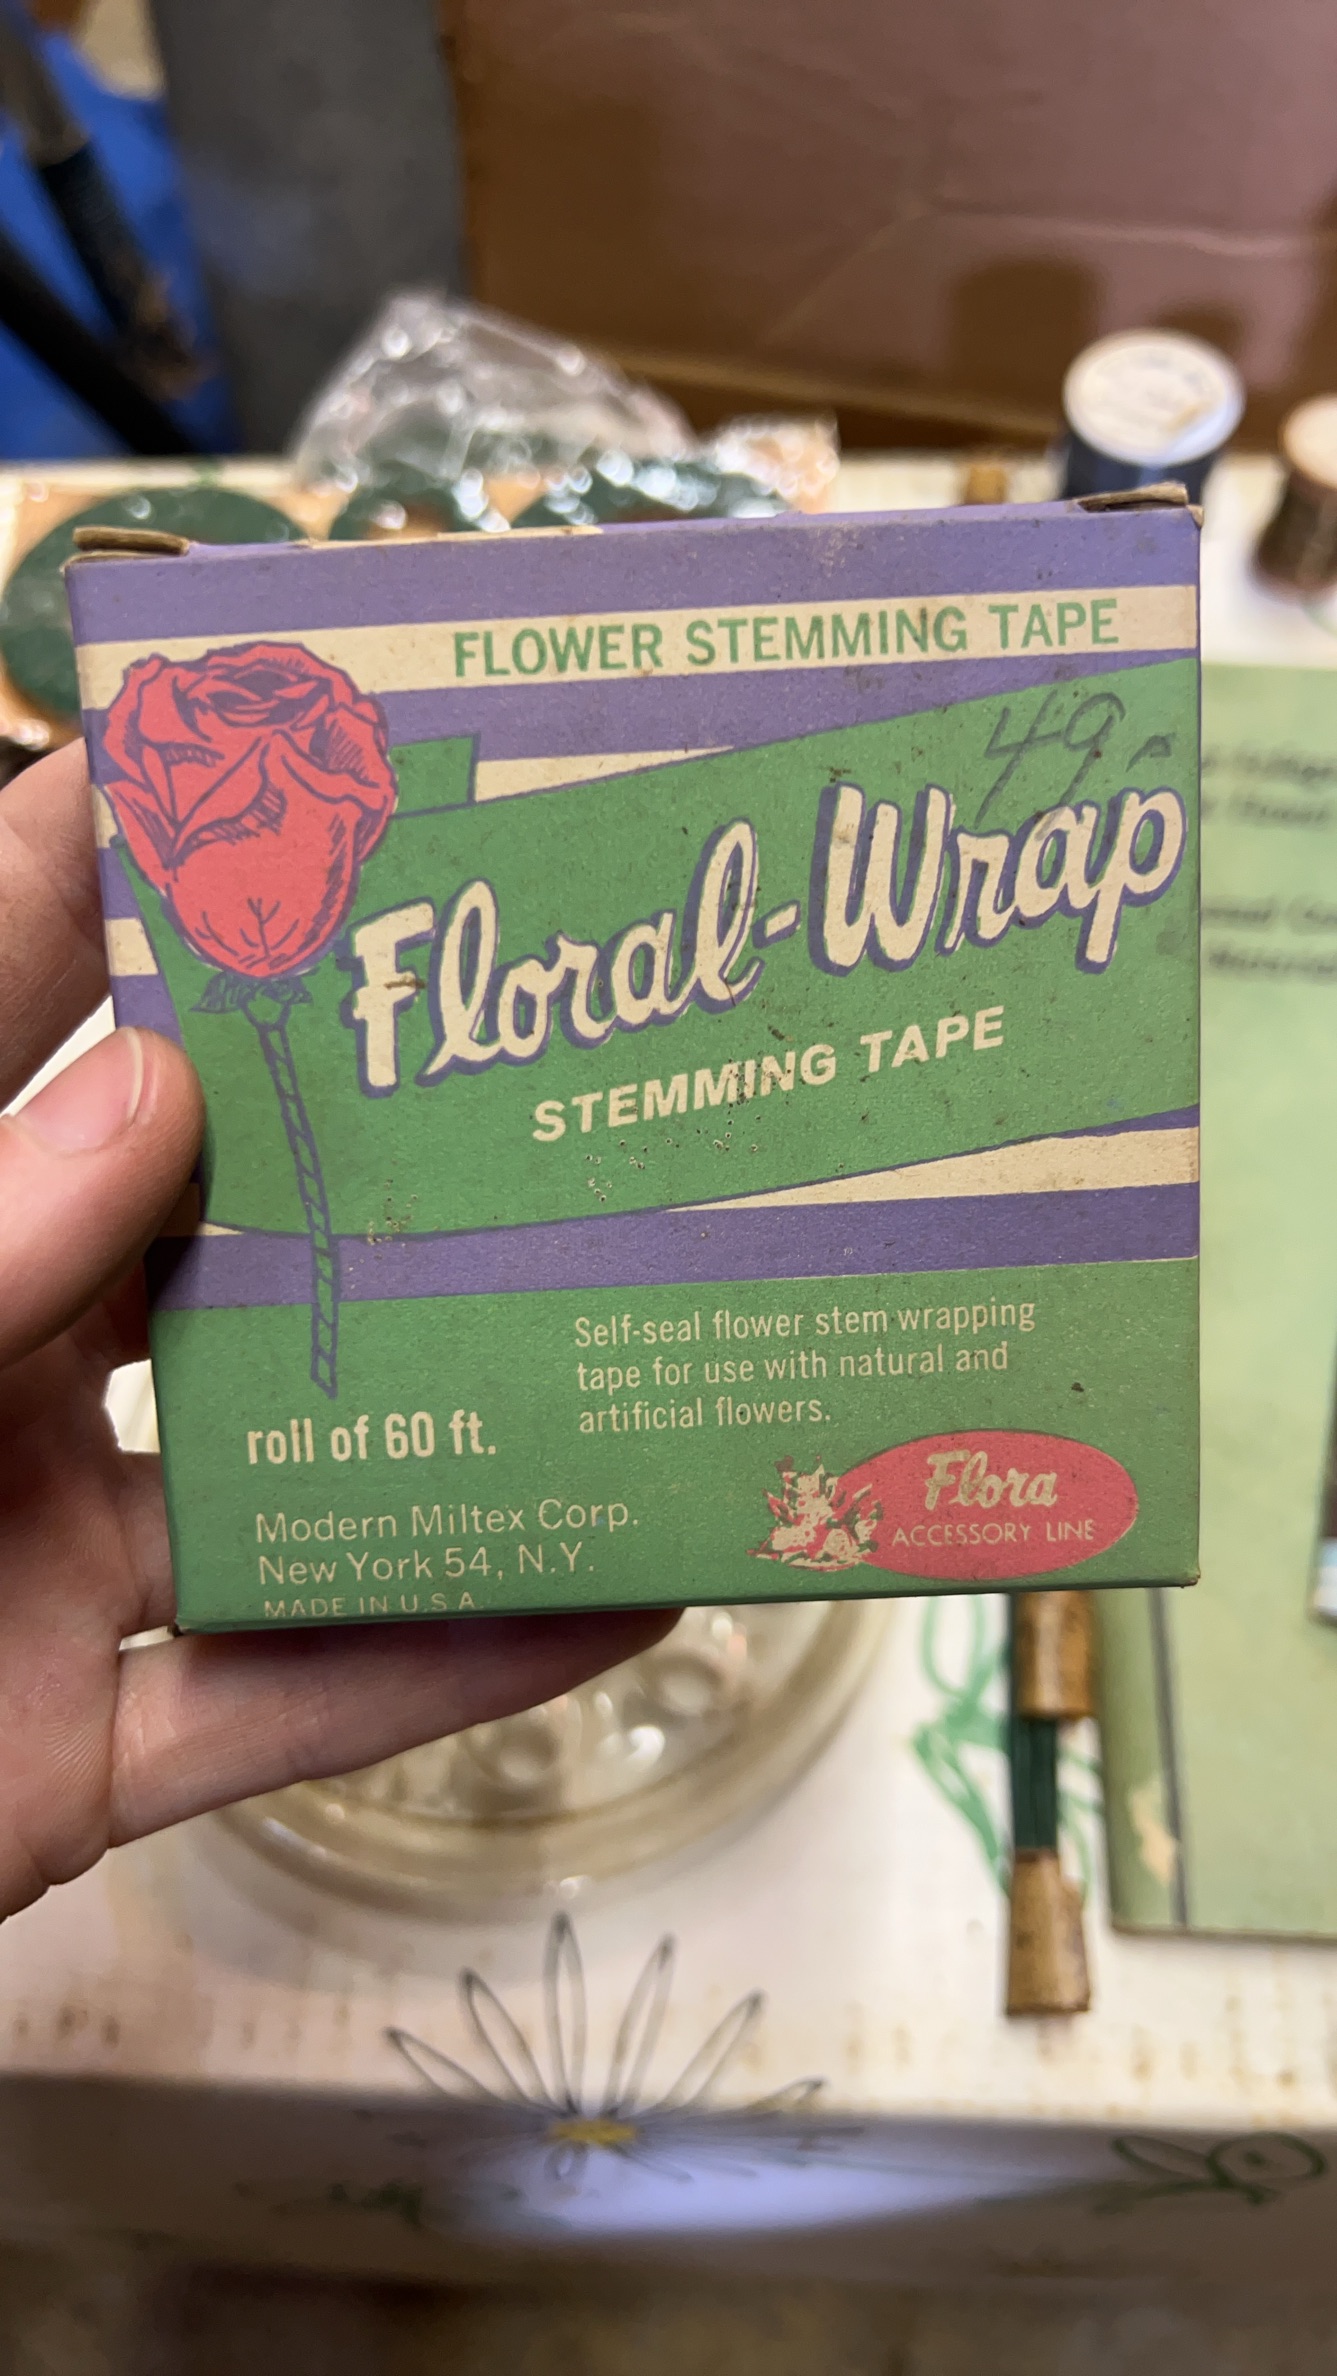 FLOWER STEMMING TAPE
49
Floral-Wrap
STEMMING TAPE
Self-seal flower stem wrapping
tape for use with natural and
artificial flowers.
roll of 60 ft.
Flora
ACCESSORY LINE
Modern Miltex Corp.
New York 54, N.Y.
MADE IN U.S.A.